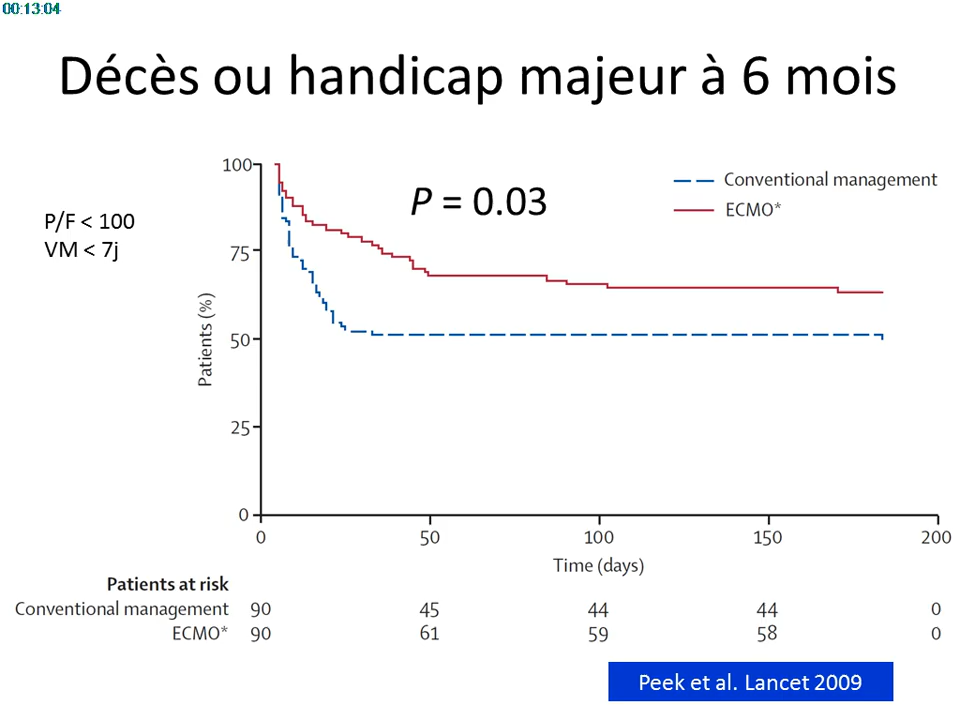 00:13:04
Décès ou handicap majeur à 6 mois
P/F < 100
VM < 7j
P = 0.03
Conventional management
ECMO*
100
75
50
25
0
Patients (%)
0 50 100 150 200
Time (days)
Patients at risk
Conventional management 90 45 44 44 0
ECMO* 90 61 59 58 0
Peek et al. Lancet 2009